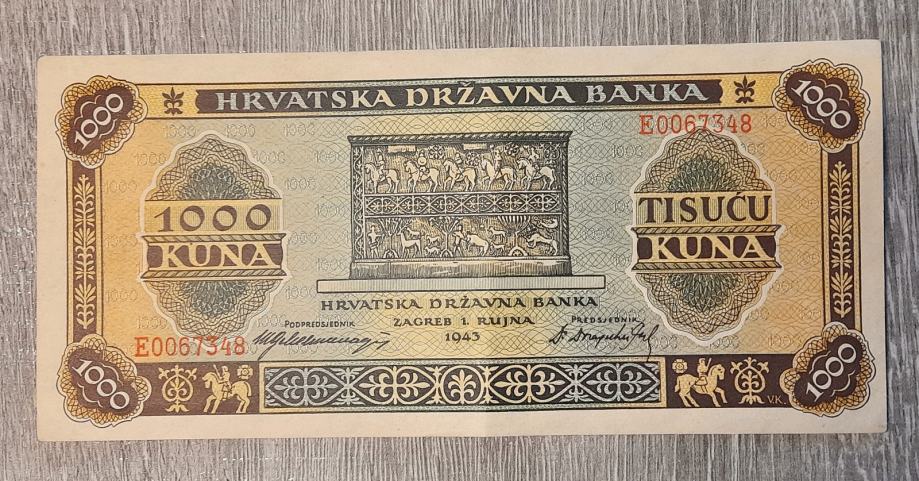 HRVATSKA DRŽAVNA BANKA
1000
1000
E0067348
1000
KUNA
TISUĆU
KUNA
HRVATSKA DRŽAVNA BANKA
PODPREDSJEDNIK
ZAGREB 1. RUJNA
PREDSJEDNIK
1943
E0067348
1000
1000
V.K.